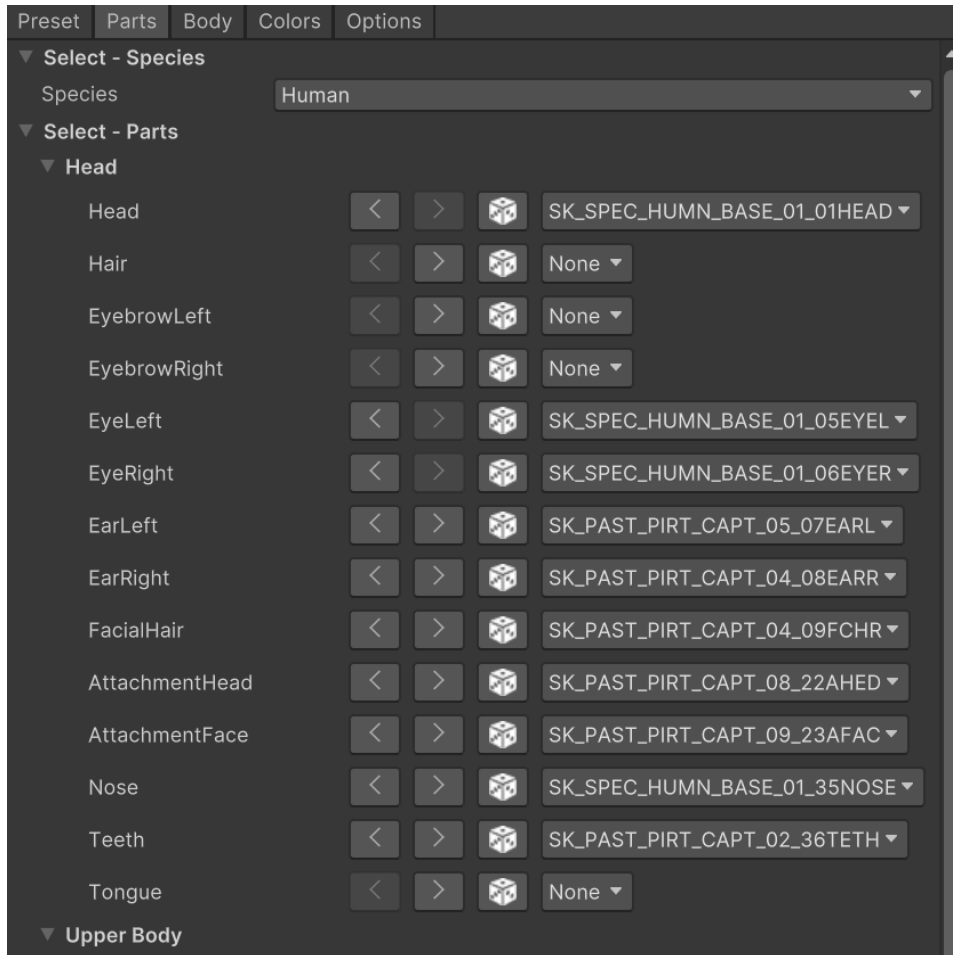 Preset Parts Body Colors Options
Select - Species
Species Human
Select - Parts
Head
Head SK_SPEC_HUMN_BASE_01_01HEAD
Hair None
EyebrowLeft None
EyebrowRight None
EyeLeft SK_SPEC_HUMN_BASE_01_05EYEL
EyeRight SK_SPEC_HUMN_BASE_01_06EYER
EarLeft SK_PAST_PIRT_CAPT_05_07EARL
EarRight SK_PAST_PIRT_CAPT_04_08EARR
FacialHair SK_PAST_PIRT_CAPT_04_09FCHR
AttachmentHead SK_PAST_PIRT_CAPT_08_22AHED
AttachmentFace SK_PAST_PIRT_CAPT_09_23AFAC
Nose SK_SPEC_HUMN_BASE_01_35NOSE
Teeth SK_PAST_PIRT_CAPT_02_36TETH
Tongue None
Upper Body